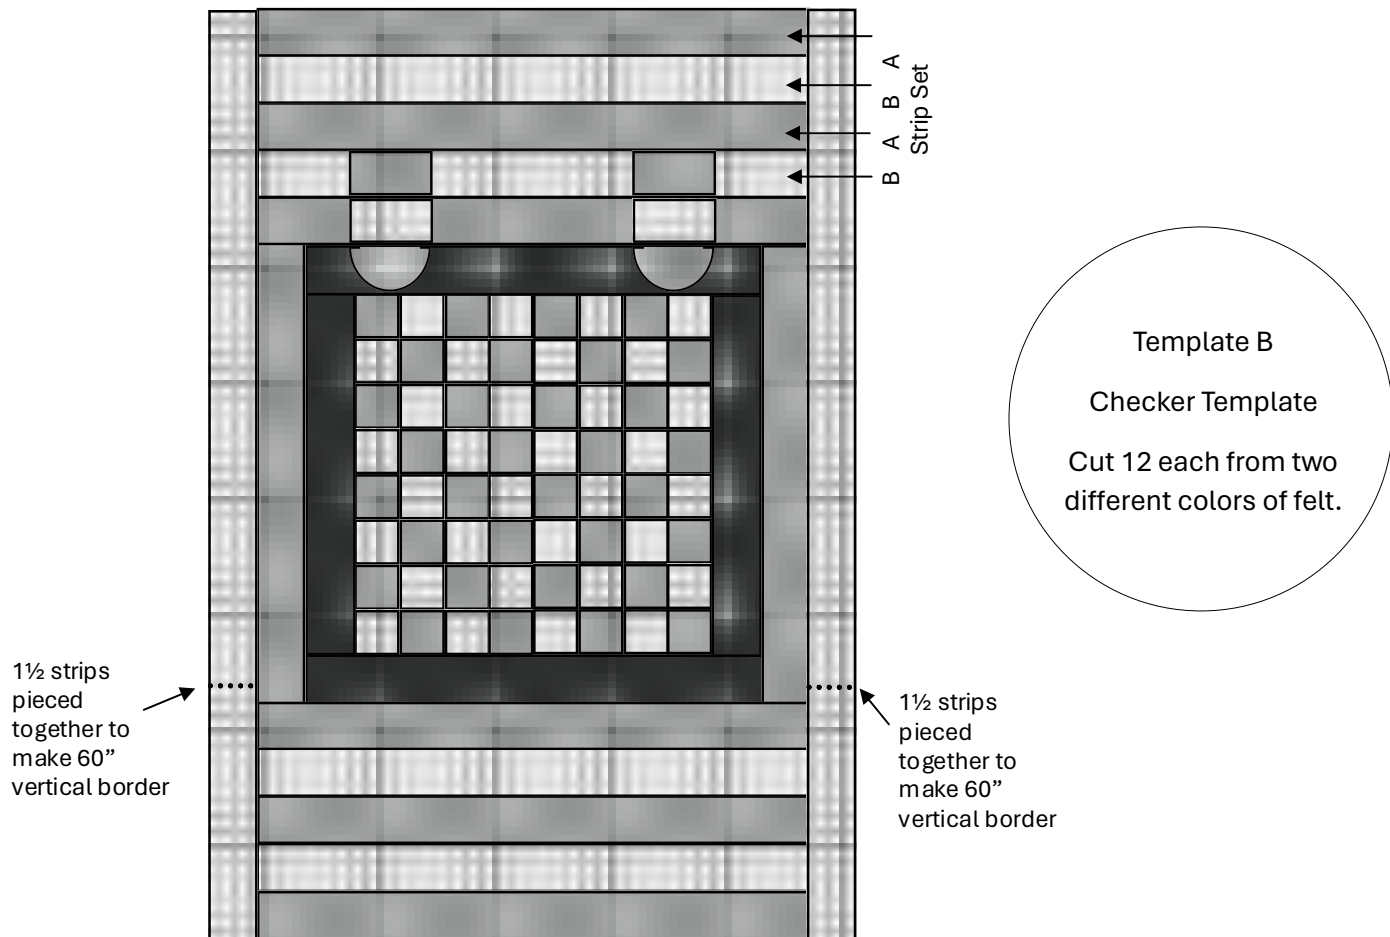 A
B
A
B
Strip Set
Template B
Checker Template
Cut 12 each from two
different colors of felt.
1½ strips
pieced
together to
make 60”
vertical border
1½ strips
pieced
together to
make 60”
vertical border